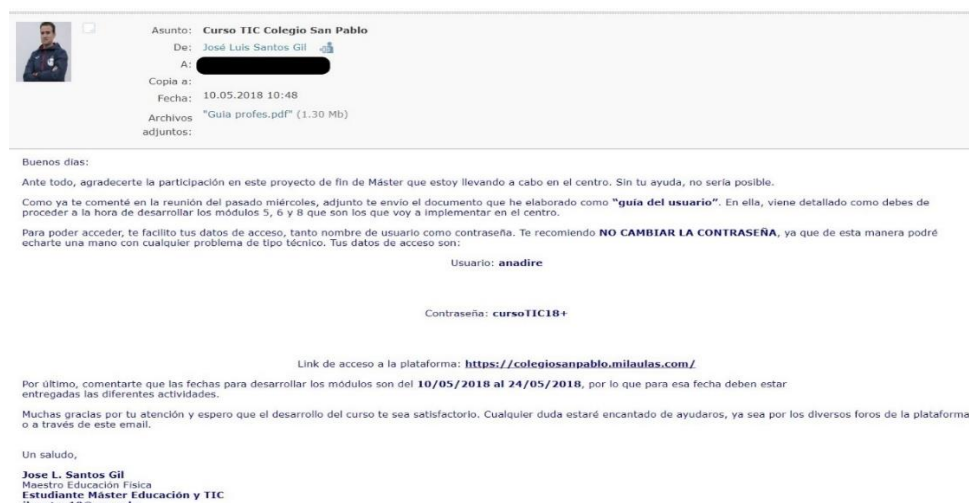 Asunto: Curso TIC Colegio San Pablo
De: José Luis Santos Gil
A:
Copia a:
Fecha: 10.05.2018 10:48
Archivos adjuntos: "Guia profes.pdf" (1.30 Mb)
Buenos días:
Ante todo, agradecerte la participación en este proyecto de fin de Máster que estoy llevando a cabo en el centro. Sin tu ayuda, no sería posible.
Como ya te comenté en la reunión del pasado miércoles, adjunto te envío el documento que he elaborado como "guía del usuario". En ella, viene detallado como debes de
proceder a la hora de desarrollar los módulos 5, 6 y 8 que son los que voy a implementar en el centro.
Para poder acceder, te facilito tus datos de acceso, tanto nombre de usuario como contraseña. Te recomiendo NO CAMBIAR LA CONTRASEÑA, ya que de esta manera podré
echarte una mano con cualquier problema de tipo técnico. Tus datos de acceso son:
Usuario: anadire
Contraseña: cursoTIC18+
Link de acceso a la plataforma: https://colegiosanpablo.milaulas.com/
Por último, comentarte que las fechas para desarrollar los módulos son del 10/05/2018 al 24/05/2018, por lo que para esa fecha deben estar
entregadas las diferentes actividades.
Muchas gracias por tu atención y espero que el desarrollo del curso te sea satisfactorio. Cualquier duda estaré encantado de ayudaros, ya sea por los diversos foros de la plataforma
o a través de este email.
Un saludo,
Jose L. Santos Gil
Maestro Educación Física
Estudiante Máster Educación y TIC